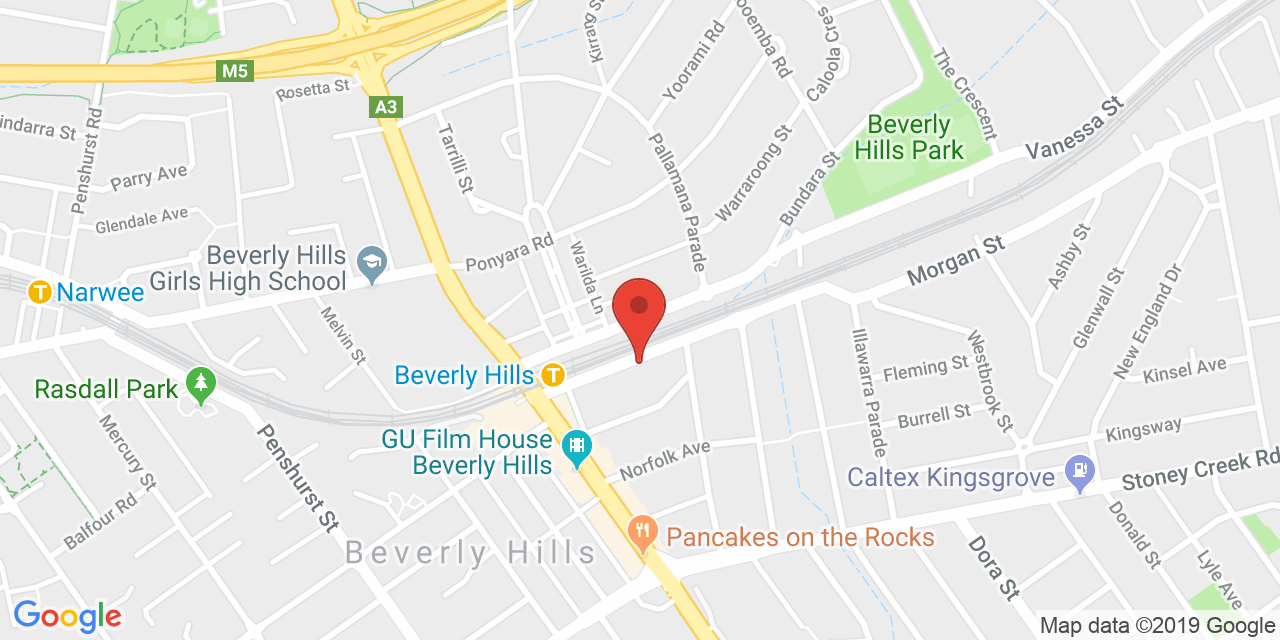 Kirrang St
Yoorami Rd
ooemba Rd
Caloola Cres
The Crescent
M5
Rosetta St
A3
indarra St
Penshurst Rd
Parry Ave
Glendale Ave
Tarrilli St
Pallamana Parade
Warraroong St
Bundara St
Beverly
Hills Park
Vanessa St
Beverly Hills
Girls High School
Ponyara Rd
Warilda Ln
Morgan St
Ashby St
Glenwall St
New England Dr
T
Narwee
Melvin St
Beverly Hills
T
Rasdall Park
Illawarra Parade
Fleming St
Westbrook St
Kinsel Ave
Burrell St
Kingsway
Mercury St
Penshurst St
Balfour Rd
GU Film House
Beverly Hills
Norfolk Ave
Caltex Kingsgrove
Stoney Creek Rd
Pancakes on the Rocks
Beverly Hills
Dora St
Donald St
Lyle Ave
Google
Map data ©2019 Google